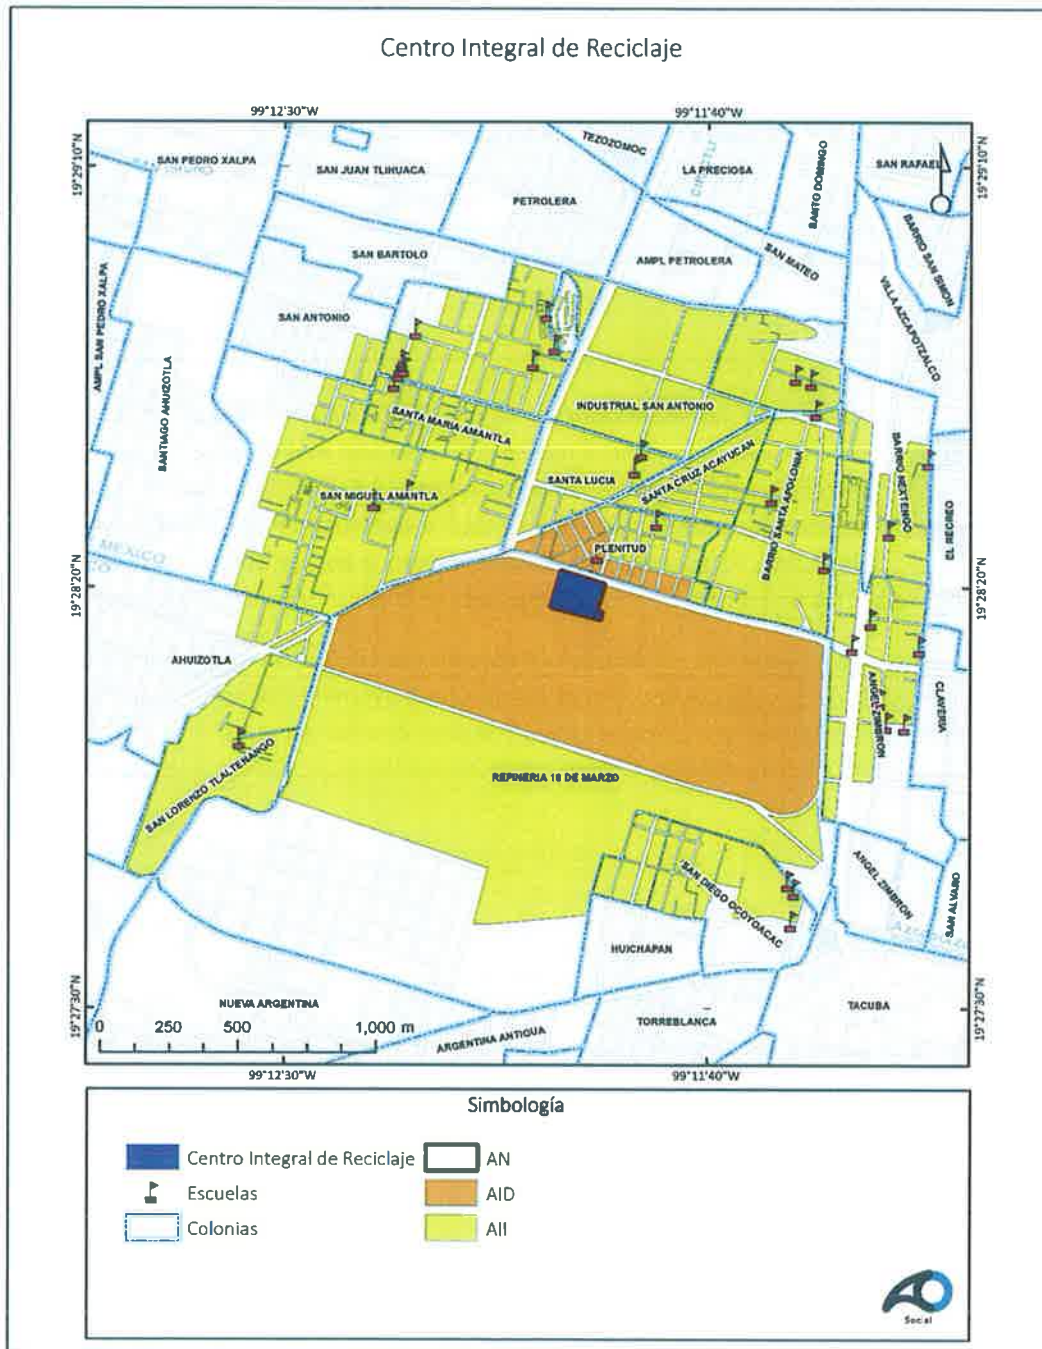 Centro Integral de Reciclaje
99°12'30"W
99°11'40"W
19°29'10"N
19°29'10"N
SAN PEDRO XALPA
SAN JUAN TLIHUACA
TEZOZOMOC
LA PRECIOSA
SANTO DOMINGO
SAN RAFAEL
PETROLERA
BARRIO SAN SIMON
SAN BARTOLO
AMPL PETROLERA
SAN MATEO
VILLA AZCAPOTZALCO
AMPL SAN PEDRO XALPA
SAN ANTONIO
SANTIAGO AHUIZOTLA
SANTA MARIA AMANTLA
INDUSTRIAL SAN ANTONIO
SANTA CRUZ ACAYUCAN
BARRIO NEXTENGO
SAN MIGUEL AMANTLA
SANTA LUCIA
BARRIO SANTA APOLONIA
EL RECREO
MEXICO
PLENITUD
19°28'20"N
19°28'20"N
AHUIZOTLA
CLAVERIA
ANGEL ZIMBRON
SAN LORENZO TLALTENANGO
REFINERIA 18 DE MARZO
SAN DIEGO OCOYOACAC
ANGEL ZIMBRON
SAN ALVARO
HUICHAPAN
NUEVA ARGENTINA
TACUBA
TORREBLANCA
ARGENTINA ANTIGUA
19°27'30"N
19°27'30"N
0 250 500 1,000 m
99°12'30"W
99°11'40"W
Simbología
Centro Integral de Reciclaje
AN
Escuelas
AID
Colonias
AII
Social